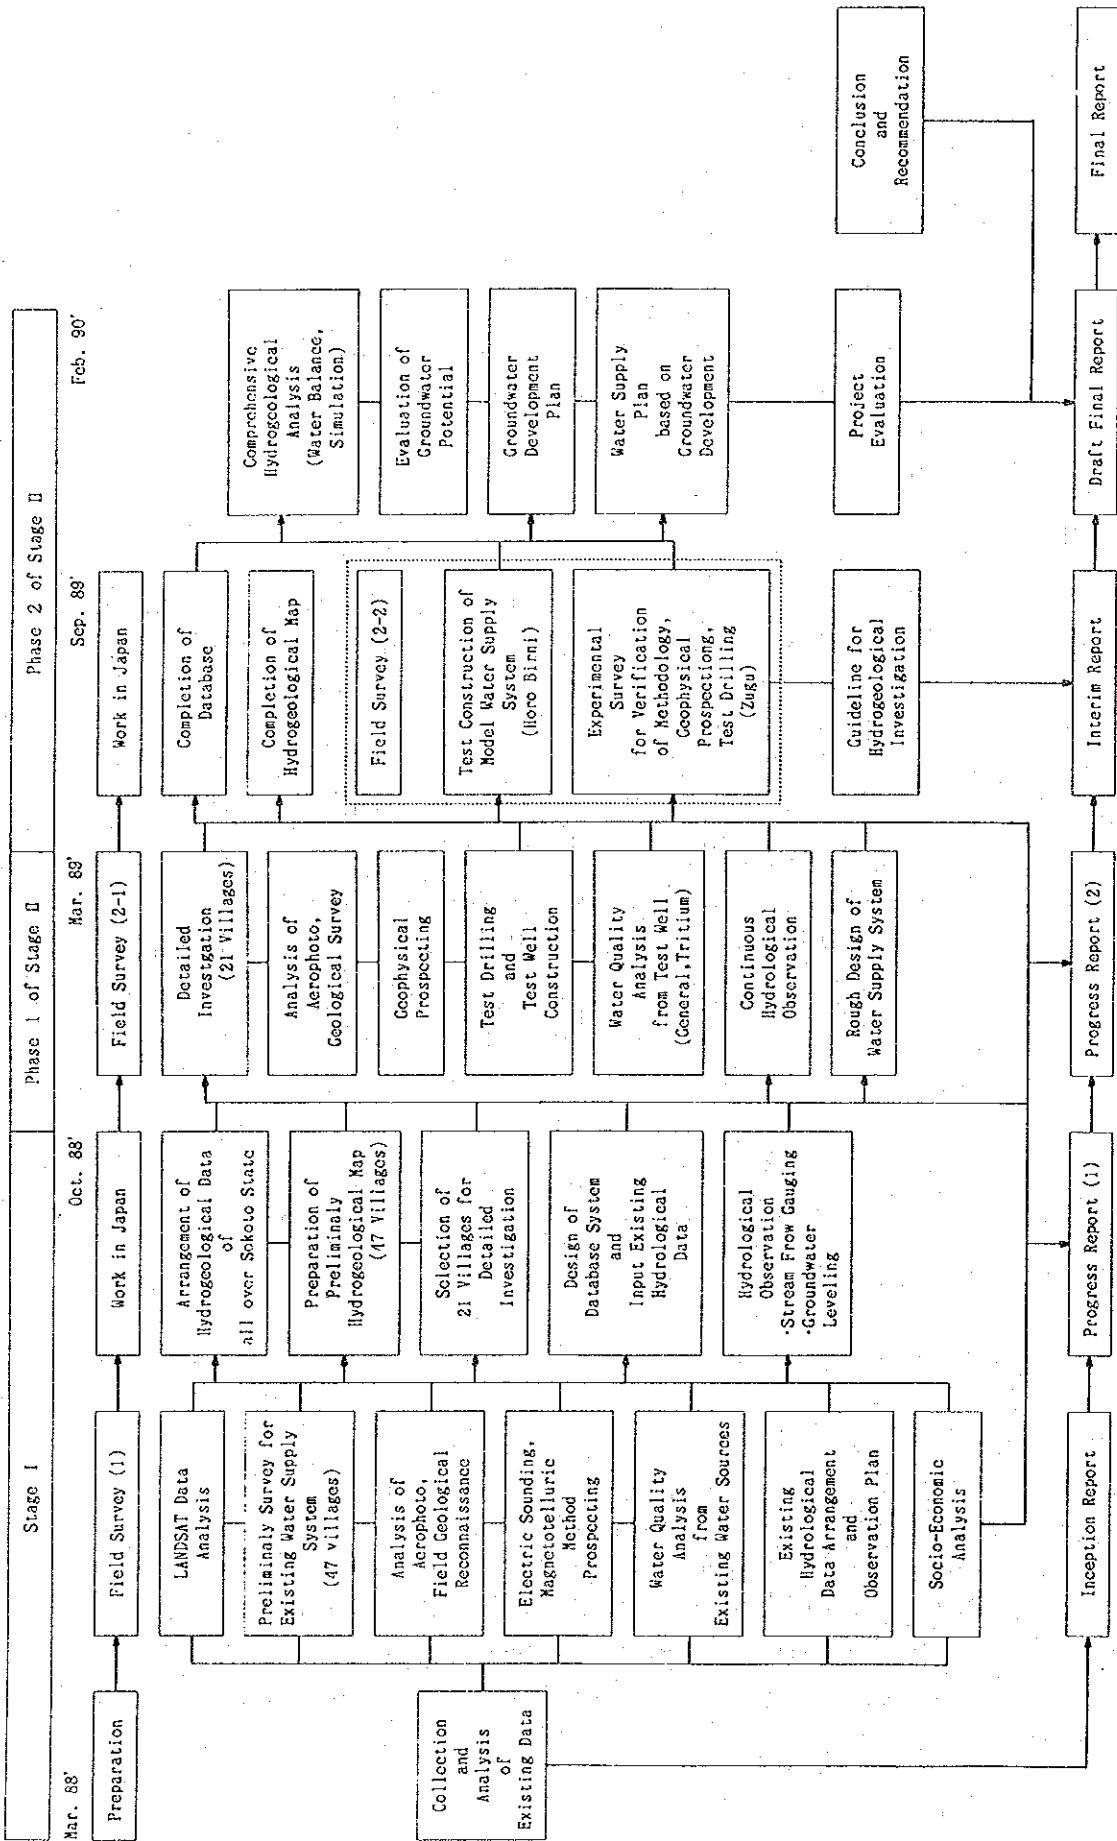 Stage I
Phase 1 of Stage II
Phase 2 of Stage II
Mar. 88'
Oct. 88'
Mar. 89'
Sep. 89'
Feb. 90'
Preparation
Field Survey (1)
Work in Japan
Field Survey (2-1)
Work in Japan
Collection
and
Analysis
of
Existing Data
LANDSAT Data
Analysis
Preliminaly Survey for
Existing Water Supply
System
(47 villages)
Analysis of
Aerophoto,
Field Geological
Reconnaissance
Electric Sounding,
Magnetotelluric
Method
Prospecting
Water Quality
Analysis
from
Existing Water Sources
Existing
Hydrological
Data Arrangement
and
Observation Plan
Socio-Economic
Analysis
Arrangement of
Hydrogeological Data
of
all over Sokoto State
Preparation of
Preliminaly
Hydrogeological Map
(47 Villages)
Selection of
21 Villages for
Detailed
Investigation
Design of
Database System
and
Input Existing
Hydrological
Data
Hydrological
Observation
·Stream Frow Gauging
·Groundwater
Leveling
Detailed
Investgation
(21 Villages)
Analysis of
Aerophoto,
Geological Survey
Geophysical
Prospecting
Test Drilling
and
Test Well
Construction
Water Quality
Analysis
from Test Well
(General,Tritium)
Continuous
Hydrological
Observation
Rough Design of
Water Supply System
Completion of
Database
Completion of
Hydrogeological Map
Field Survey (2-2)
Test Construction of
Model Water Supply
System
(Horo Birni)
Experimental
Survey
for Verification
of Methodology,
Geophysical
Prospectiong,
Test Drilling
(Zugu)
Guideline for
Hydrogeological
Investigation
Comprehensive
Hydrogeological
Analysis
(Water Balance,
Simulation)
Evaluation of
Groundwater
Potential
Groundwater
Development
Plan
Water Supply
Plan
based on
Groundwater
Development
Project
Evaluation
Conclusion
and
Recommendation
Inception Report
Progress Report (1)
Progress Report (2)
Interim Report
Draft Final Report
Final Report